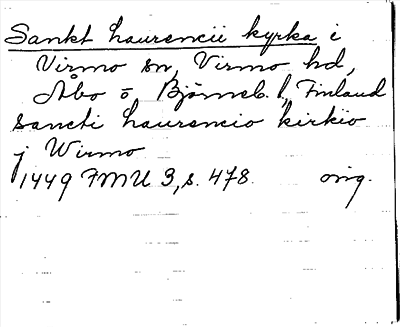 Sankt Laurencii kyrka i
Virmo sn, Virmo hd,
Åbo o Björneb. l, Finland
sancti laurencio kirkio
j Wirmo
1449 FMU 3, s. 478. orig.